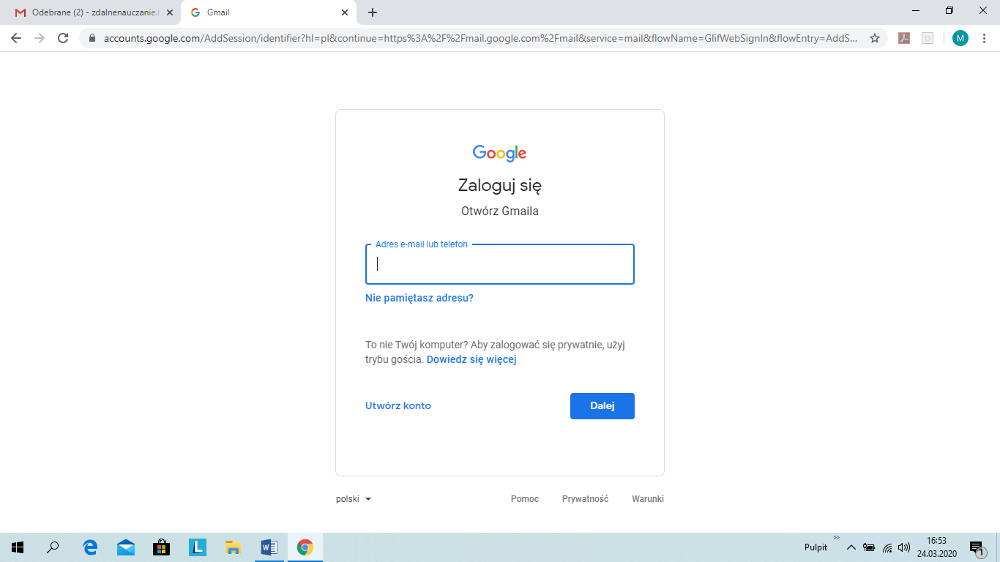 Odebrane (2) - zdalnenauczanie.
Gmail
accounts.google.com/AddSession/identifier?hl=pl&continue=https%3A%2F%2Fmail.google.com%2Fmail&service=mail&flowName=GlifWebSignIn&flowEntry=AddS...
M
Google
Zaloguj się
Otwórz Gmaila
Adres e-mail lub telefon
Nie pamiętasz adresu?
To nie Twój komputer? Aby zalogować się prywatnie, użyj
trybu gościa. Dowiedz się więcej
Utwórz konto
Dalej
polski
Pomoc Prywatność Warunki
L
Pulpit
16:53
24.03.2020
1